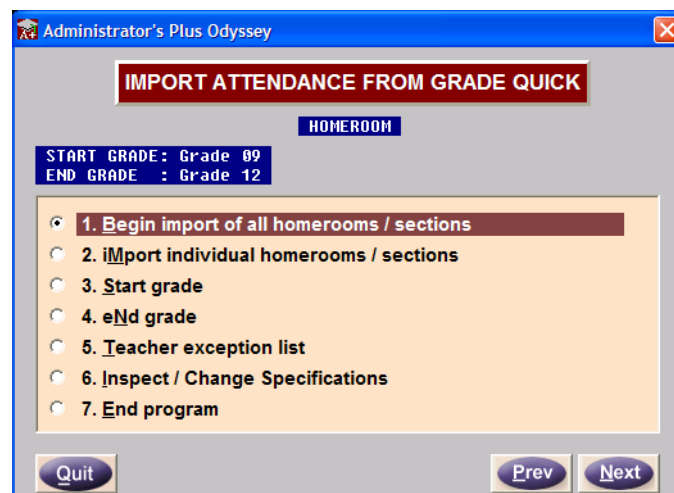 Administrator's Plus Odyssey
IMPORT ATTENDANCE FROM GRADE QUICK
HOMEROOM
START GRADE: Grade 09
END GRADE : Grade 12
1. Begin import of all homerooms / sections
2. iMport individual homerooms / sections
3. Start grade
4. eNd grade
5. Teacher exception list
6. Inspect / Change Specifications
7. End program
Quit Prev Next